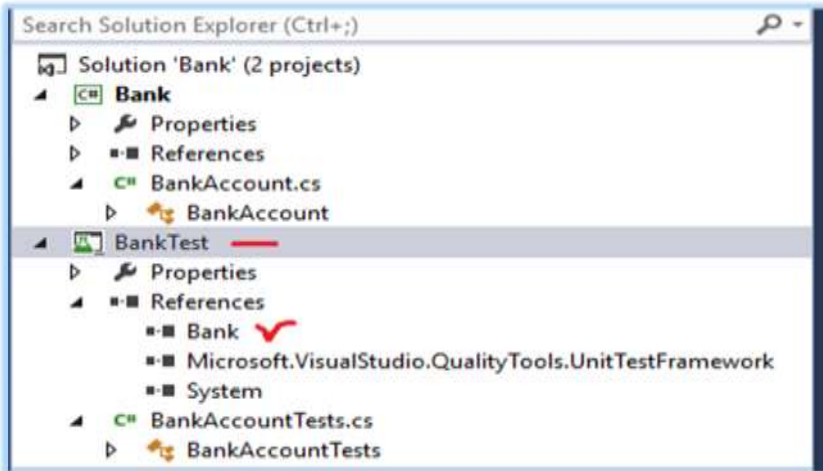 Search Solution Explorer (Ctrl+;)
Solution 'Bank' (2 projects)
C# Bank
Properties
References
C# BankAccount.cs
BankAccount
BankTest
Properties
References
Bank
Microsoft.VisualStudio.QualityTools.UnitTestFramework
System
C# BankAccountTests.cs
BankAccountTests